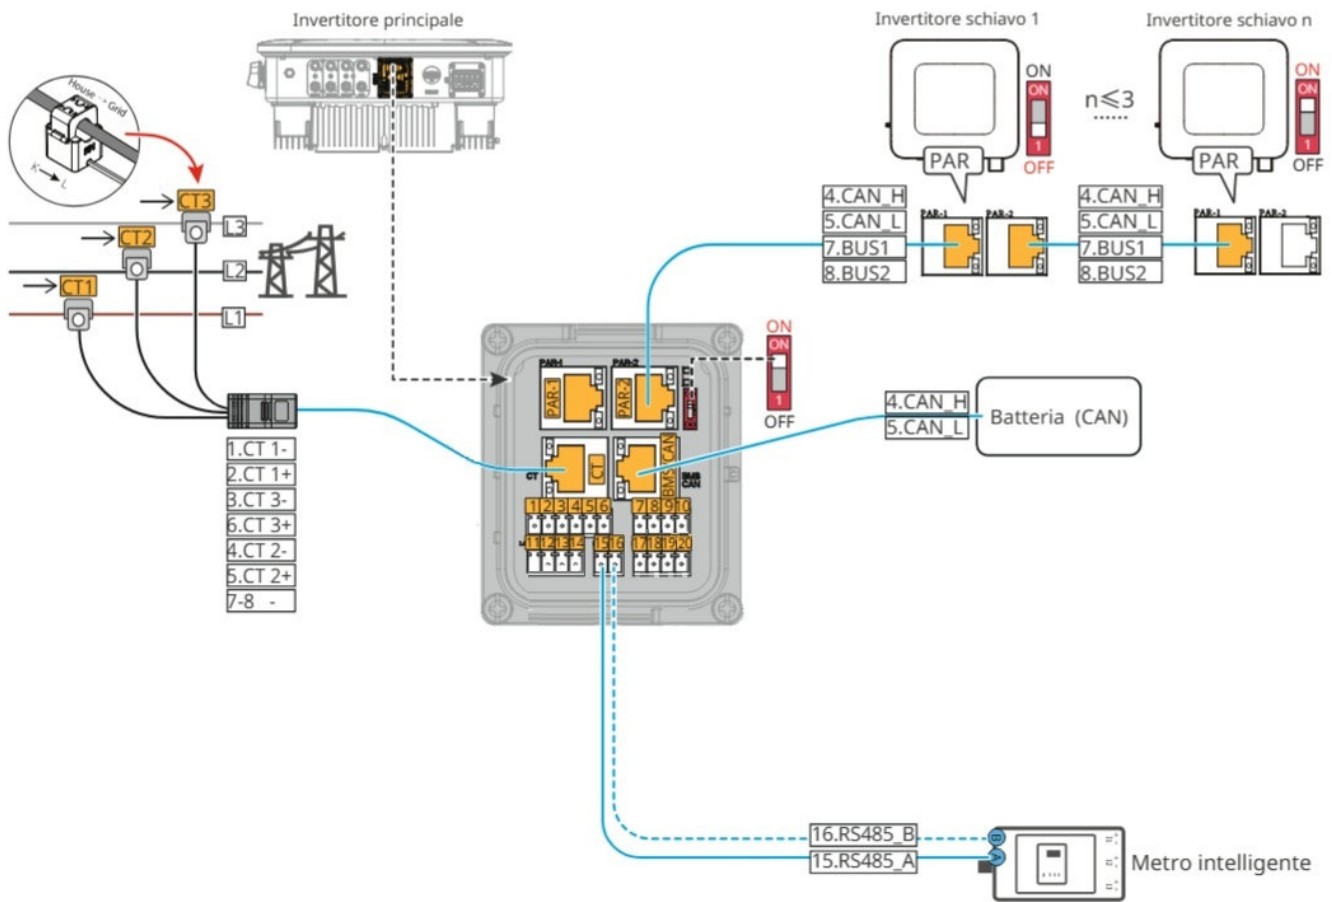 Invertitore principale
Invertitore schiavo 1
Invertitore schiavo n
House → Grid
K → L
CT3
CT2
CT1
L3
L2
L1
ON
ON
1
OFF
n≤3
......
ON
ON
1
OFF
PAR
PAR
4.CAN_H
5.CAN_L
7.BUS1
8.BUS2
PAR-1
PAR-2
4.CAN_H
5.CAN_L
7.BUS1
8.BUS2
PAR-1
PAR-2
ON
ON
1
OFF
PAR-1
PAR-2
PAR-1
PAR-2
CT
CT
BMS/CAN
BMS
CAN
1 2 3 4 5 6
7 8 9 10
11 12 13 14
15 16
17 18 19 20
4.CAN_H
5.CAN_L
Batteria (CAN)
1.CT 1-
2.CT 1+
3.CT 3-
6.CT 3+
4.CT 2-
5.CT 2+
7-8 -
16.RS485_B
15.RS485_A
B
A
Metro intelligente